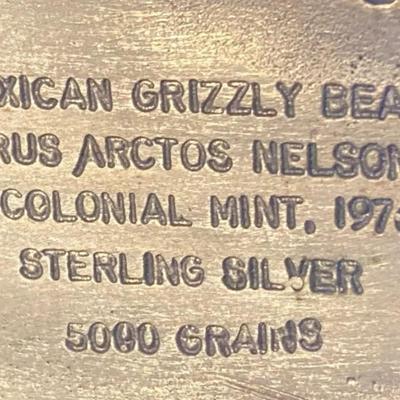 XICAN GRIZZLY BEA
RUS ARCTOS NELSON
COLONIAL MINT, 197
STERLING SILVER
5000 GRAINS